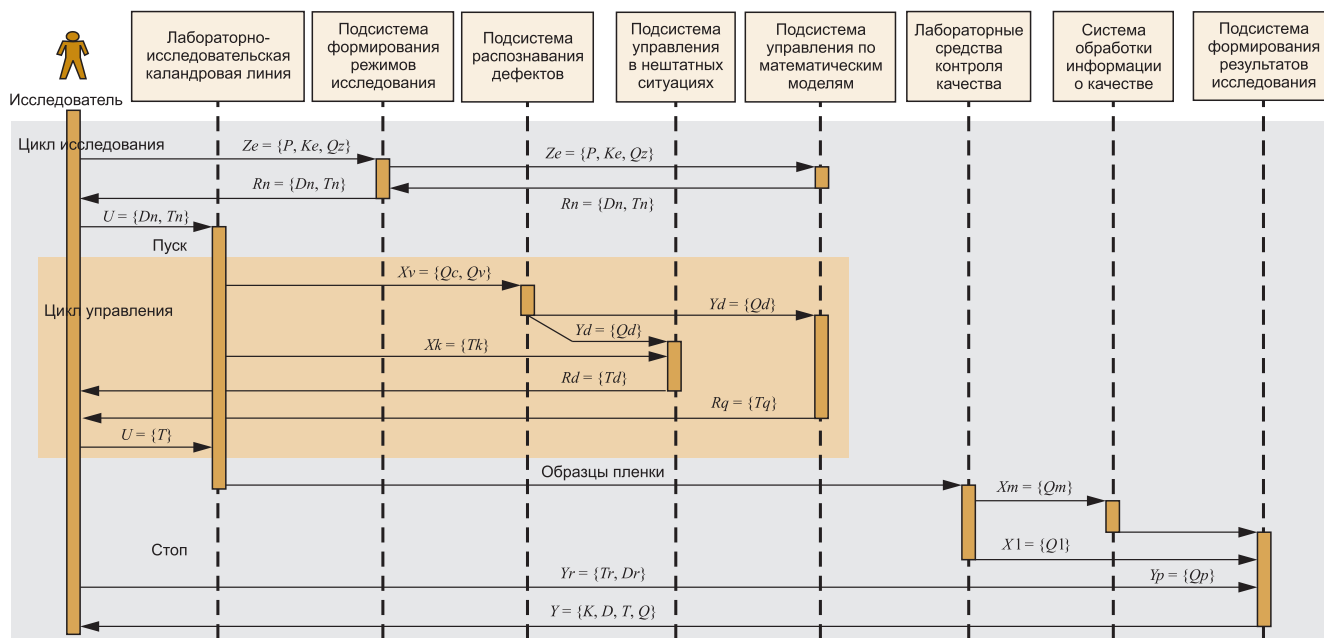 Исследователь
Лабораторно-
исследовательская
каландровая линия
Подсистема
формирования
режимов
исследования
Подсистема
распознавания
дефектов
Подсистема
управления
в нештатных
ситуациях
Подсистема
управления по
математическим
моделям
Лабораторные
средства
контроля
качества
Система
обработки
информации
о качестве
Подсистема
формирования
результатов
исследования
Цикл исследования
Ze = {P, Ke, Qz}
Ze = {P, Ke, Qz}
Rn = {Dn, Tn}
Rn = {Dn, Tn}
U = {Dn, Tn}
Пуск
Xv = {Qc, Qv}
Цикл управления
Yd = {Qd}
Yd = {Qd}
Xk = {Tk}
Rd = {Td}
Rq = {Tq}
U = {T}
Образцы пленки
Xm = {Qm}
Стоп
X1 = {Q1}
Yr = {Tr, Dr}
Yp = {Qp}
Y = {K, D, T, Q}